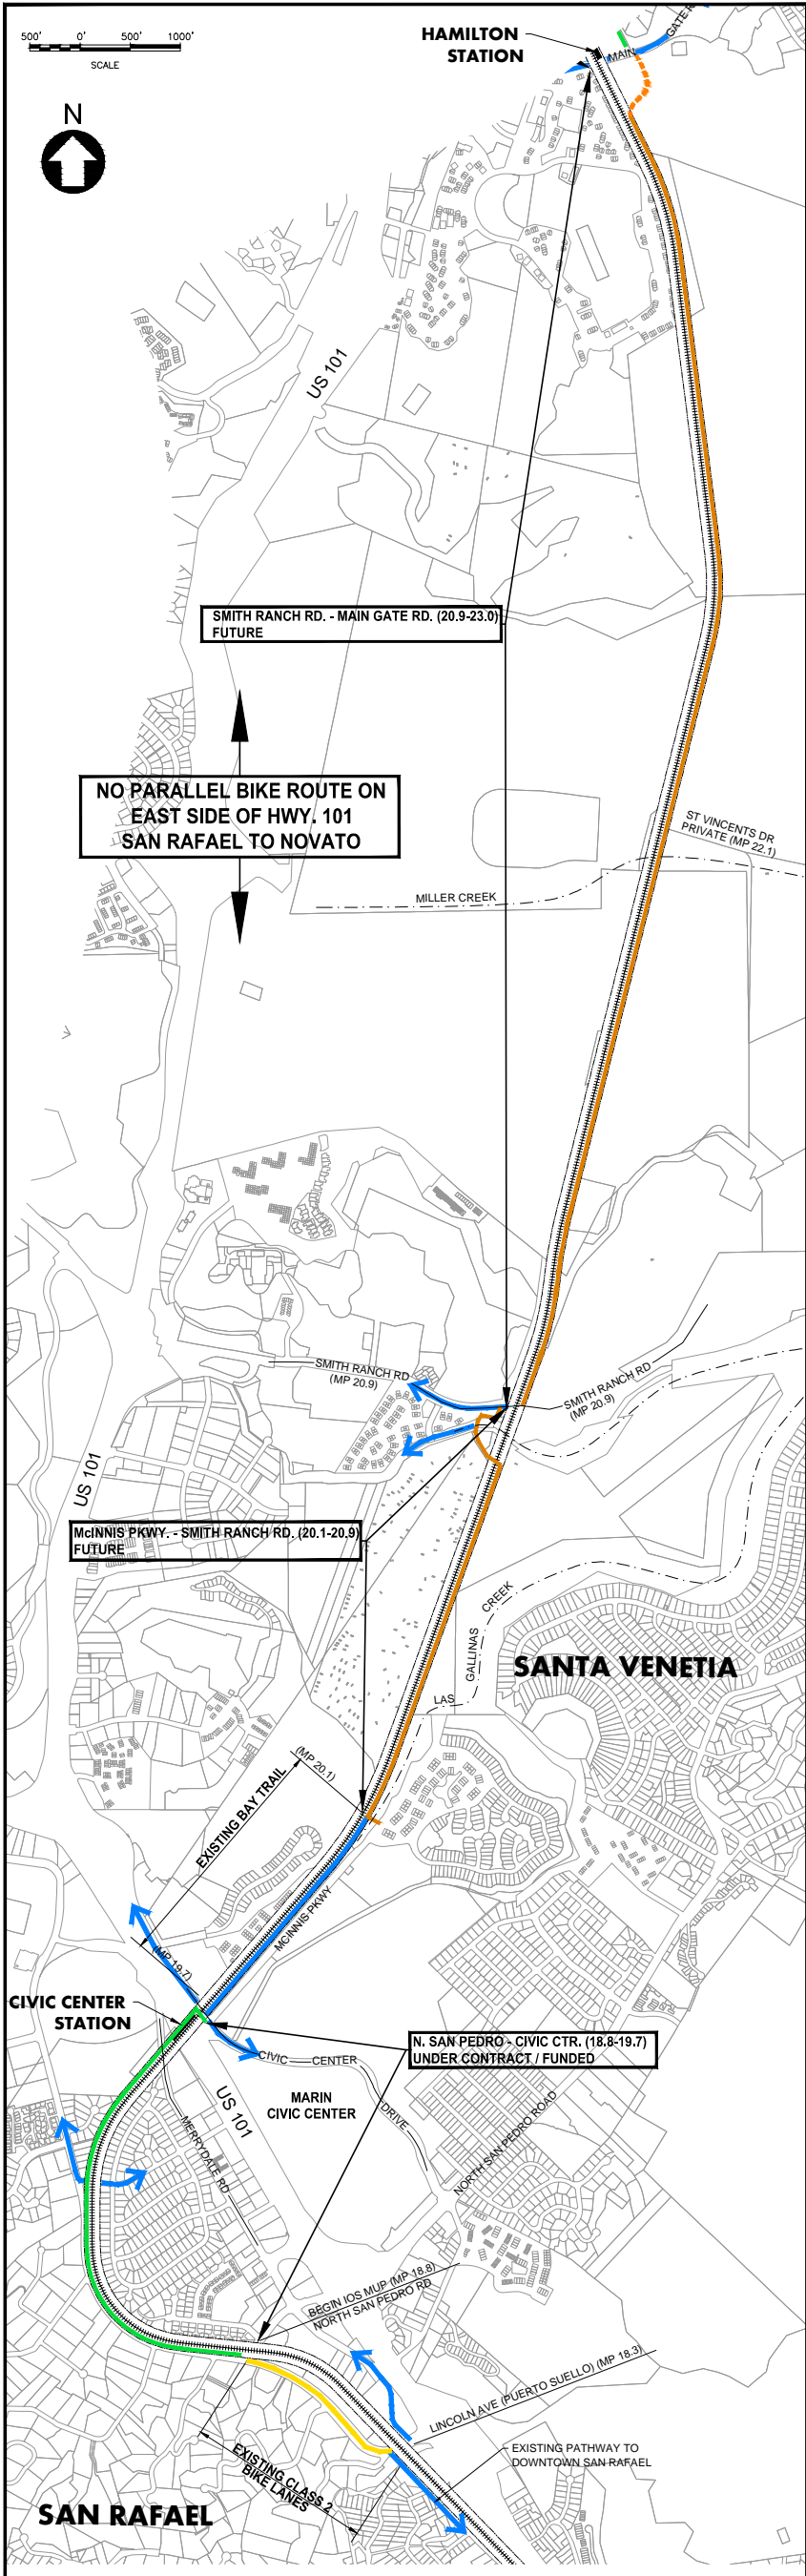 500' 0' 500' 1000'
SCALE
HAMILTON
STATION
MAIN
GATE R
N
US 101
SMITH RANCH RD. - MAIN GATE RD. (20.9-23.0)
FUTURE
NO PARALLEL BIKE ROUTE ON
EAST SIDE OF HWY. 101
SAN RAFAEL TO NOVATO
ST VINCENTS DR
PRIVATE (MP 22.1)
MILLER CREEK
SMITH RANCH RD
(MP 20.9)
SMITH RANCH RD
(MP 20.9)
US 101
McINNIS PKWY. - SMITH RANCH RD. (20.1-20.9)
FUTURE
LAS
GALLINAS
CREEK
SANTA VENETIA
(MP 20.1)
EXISTING BAY TRAIL
(MP 19.7)
MCINNIS PKWY
CIVIC CENTER
STATION
N. SAN PEDRO - CIVIC CTR. (18.8-19.7)
UNDER CONTRACT / FUNDED
CIVIC CENTER DRIVE
MARIN
CIVIC CENTER
US 101
MERRYDALE RD
NORTH SAN PEDRO ROAD
BEGIN IOS MUP (MP 18.8)
NORTH SAN PEDRO RD
LINCOLN AVE (PUERTO SUELLO) (MP 18.3)
EXISTING PATHWAY TO
DOWNTOWN SAN RAFAEL
EXISTING CLASS 2
BIKE LANES
SAN RAFAEL